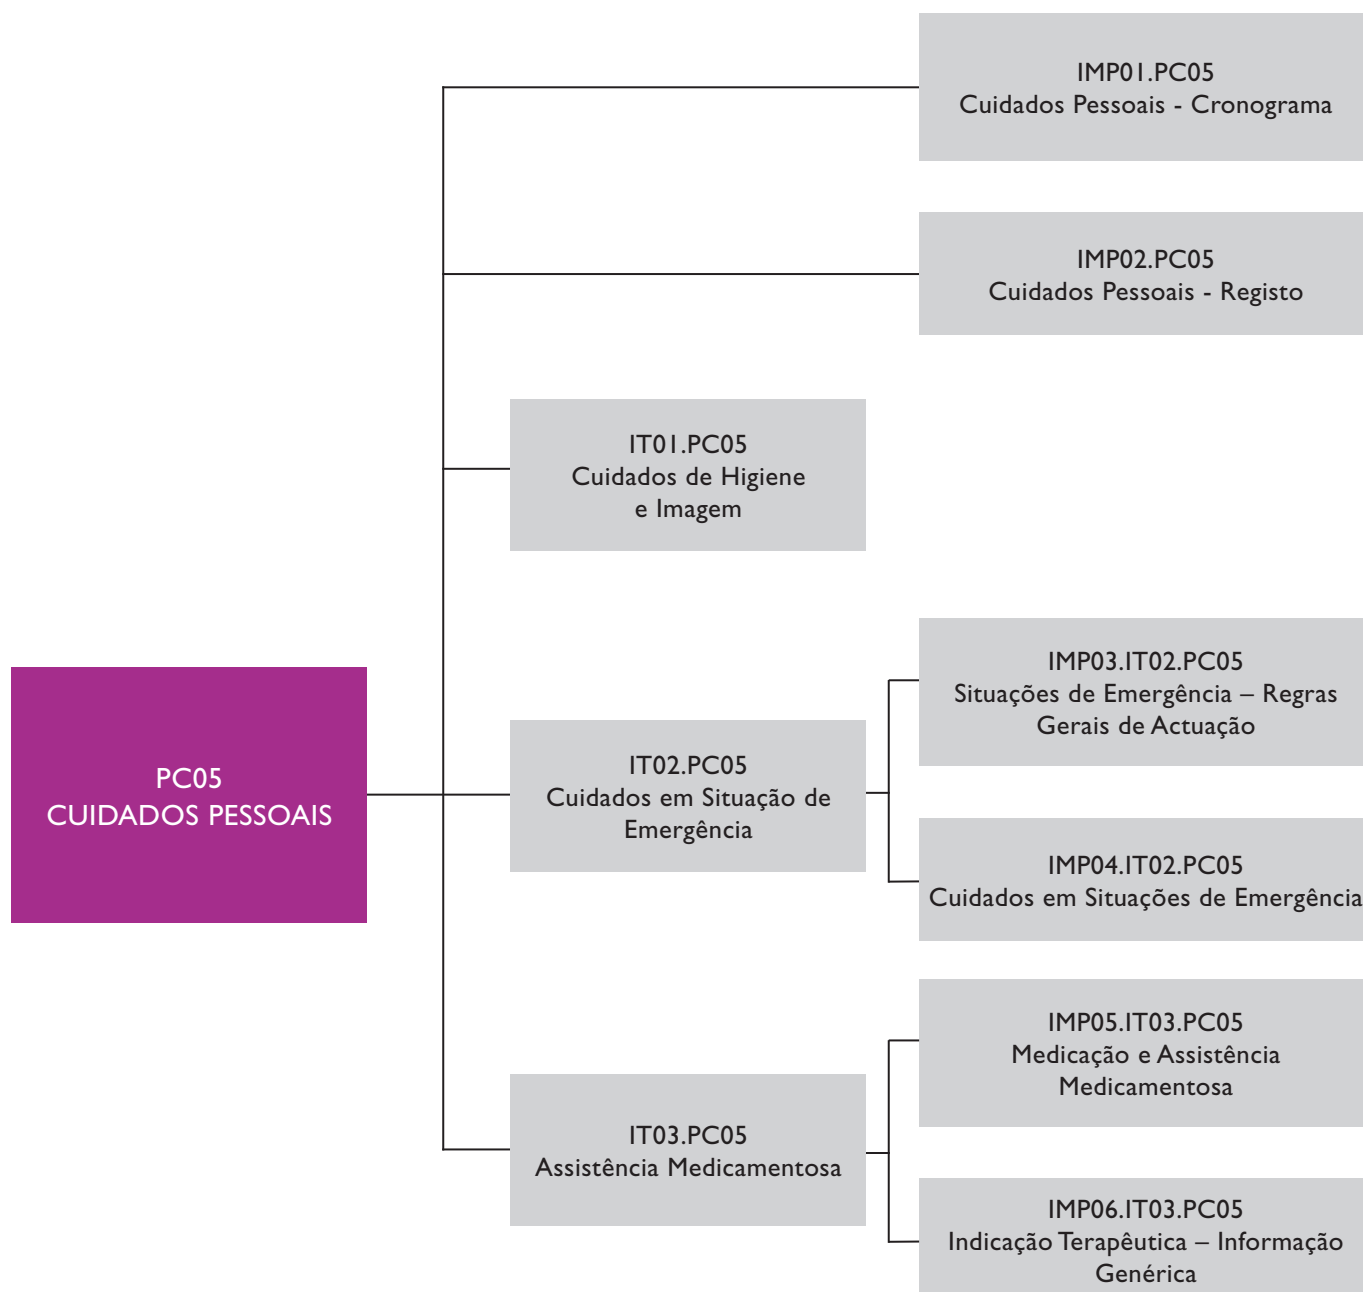 IMP01.PC05
Cuidados Pessoais - Cronograma
IMP02.PC05
Cuidados Pessoais - Registo
IT01.PC05
Cuidados de Higiene
e Imagem
PC05
CUIDADOS PESSOAIS
IT02.PC05
Cuidados em Situação de
Emergência
IMP03.IT02.PC05
Situações de Emergência – Regras
Gerais de Actuação
IMP04.IT02.PC05
Cuidados em Situações de Emergência
IT03.PC05
Assistência Medicamentosa
IMP05.IT03.PC05
Medicação e Assistência
Medicamentosa
IMP06.IT03.PC05
Indicação Terapêutica – Informação
Genérica